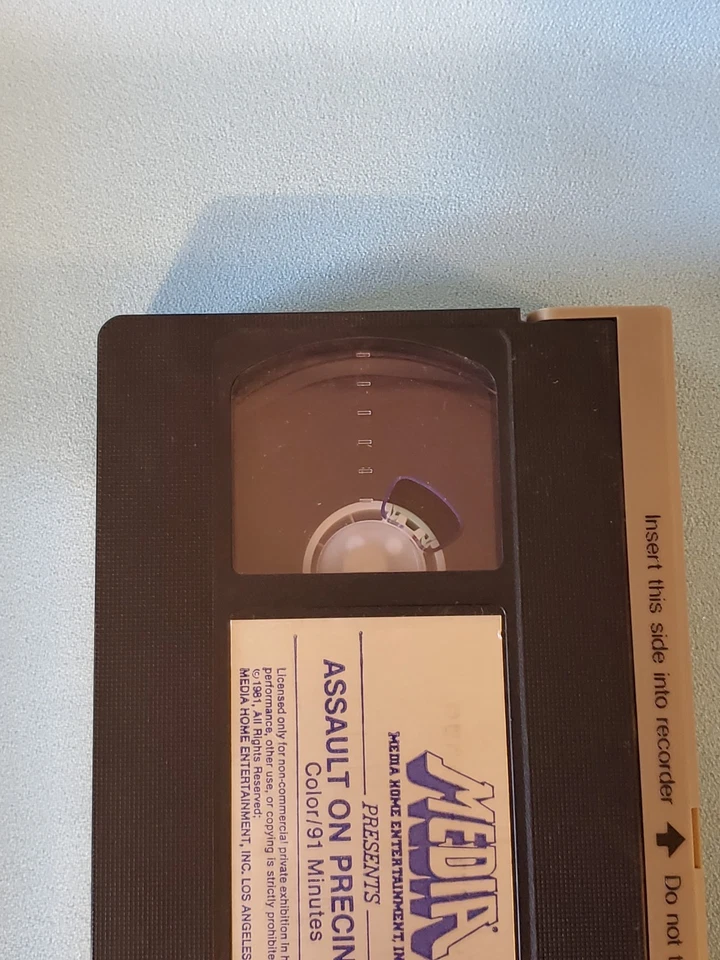 MEDIA
MEDIA HOME ENTERTAINMENT,
PRESENTS
ASSAULT ON PRECIN
Color/91 Minutes
Licensed only for non-commercial private exhibition in h
performance, other use, or copying is strictly prohibite
©1981, All Rights Reserved;
MEDIA HOME ENTERTAINMENT, INC. LOS ANGELES
Insert this side into recorder
Do not t